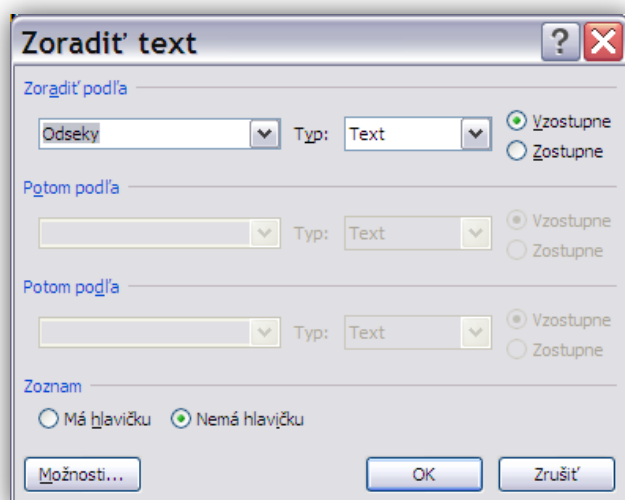 Zoradiť text
Zoradiť podľa
Odseky Typ: Text Vzostupne
Zostupne
Potom podľa
Typ: Text Vzostupne
Zostupne
Potom podľa
Typ: Text Vzostupne
Zostupne
Zoznam
Má hlavičku Nemá hlavičku
Možnosti... OK Zrušiť